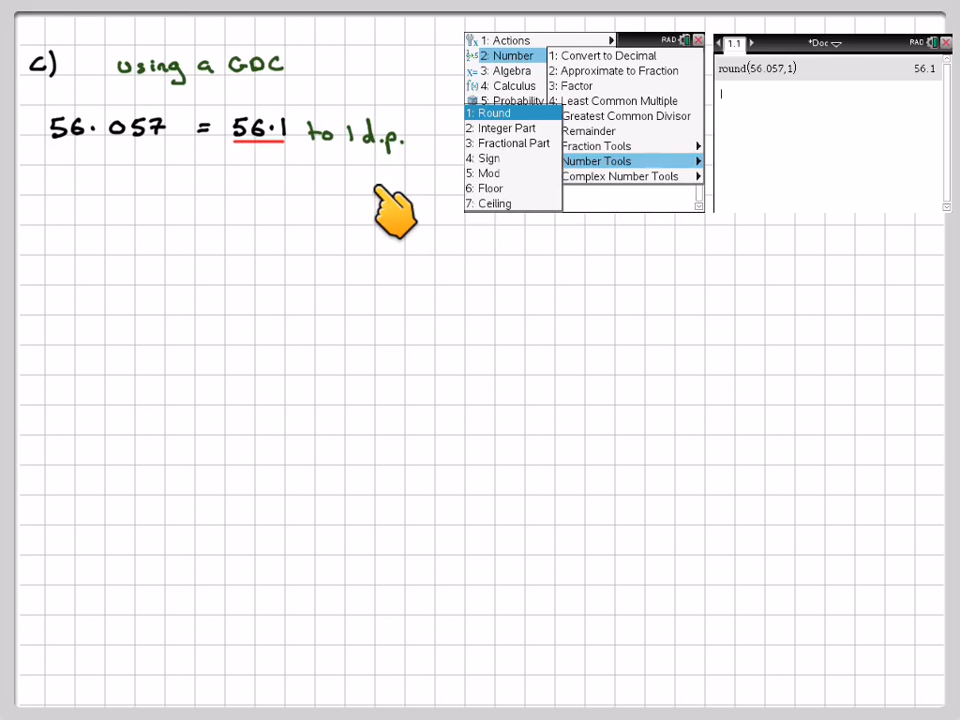 c) using a GDC
56.057 = 56.1 to 1 d.p.
1: Actions
RAD
2: Number
3: Algebra
4: Calculus
5: Probability
1: Convert to Decimal
2: Approximate to Fraction
3: Factor
4: Least Common Multiple
Greatest Common Divisor
Remainder
Fraction Tools
Number Tools
Complex Number Tools
1: Round
2: Integer Part
3: Fractional Part
4: Sign
5: Mod
6: Floor
7: Ceiling
1.1
*Doc
RAD
round(56.057,1)
56.1